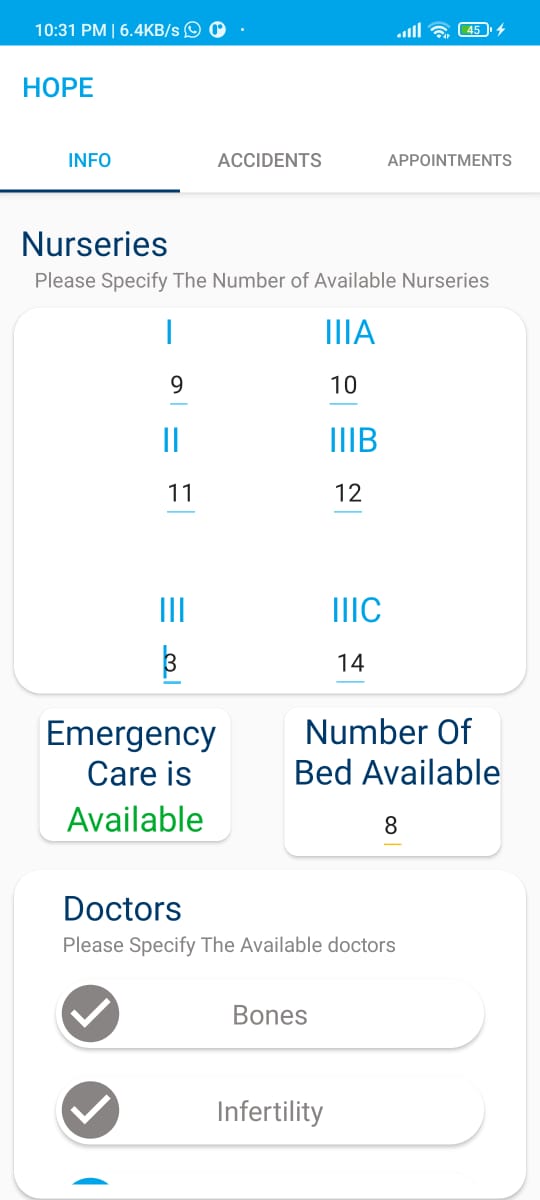 10:31 PM | 6.4KB/s
45
HOPE
INFO ACCIDENTS APPOINTMENTS
Nurseries
Please Specify The Number of Available Nurseries
I IIIA
9 10
II IIIB
11 12
III IIIC
3 14
Emergency
Care is
Available
Number Of
Bed Available
8
Doctors
Please Specify The Available doctors
Bones
Infertility